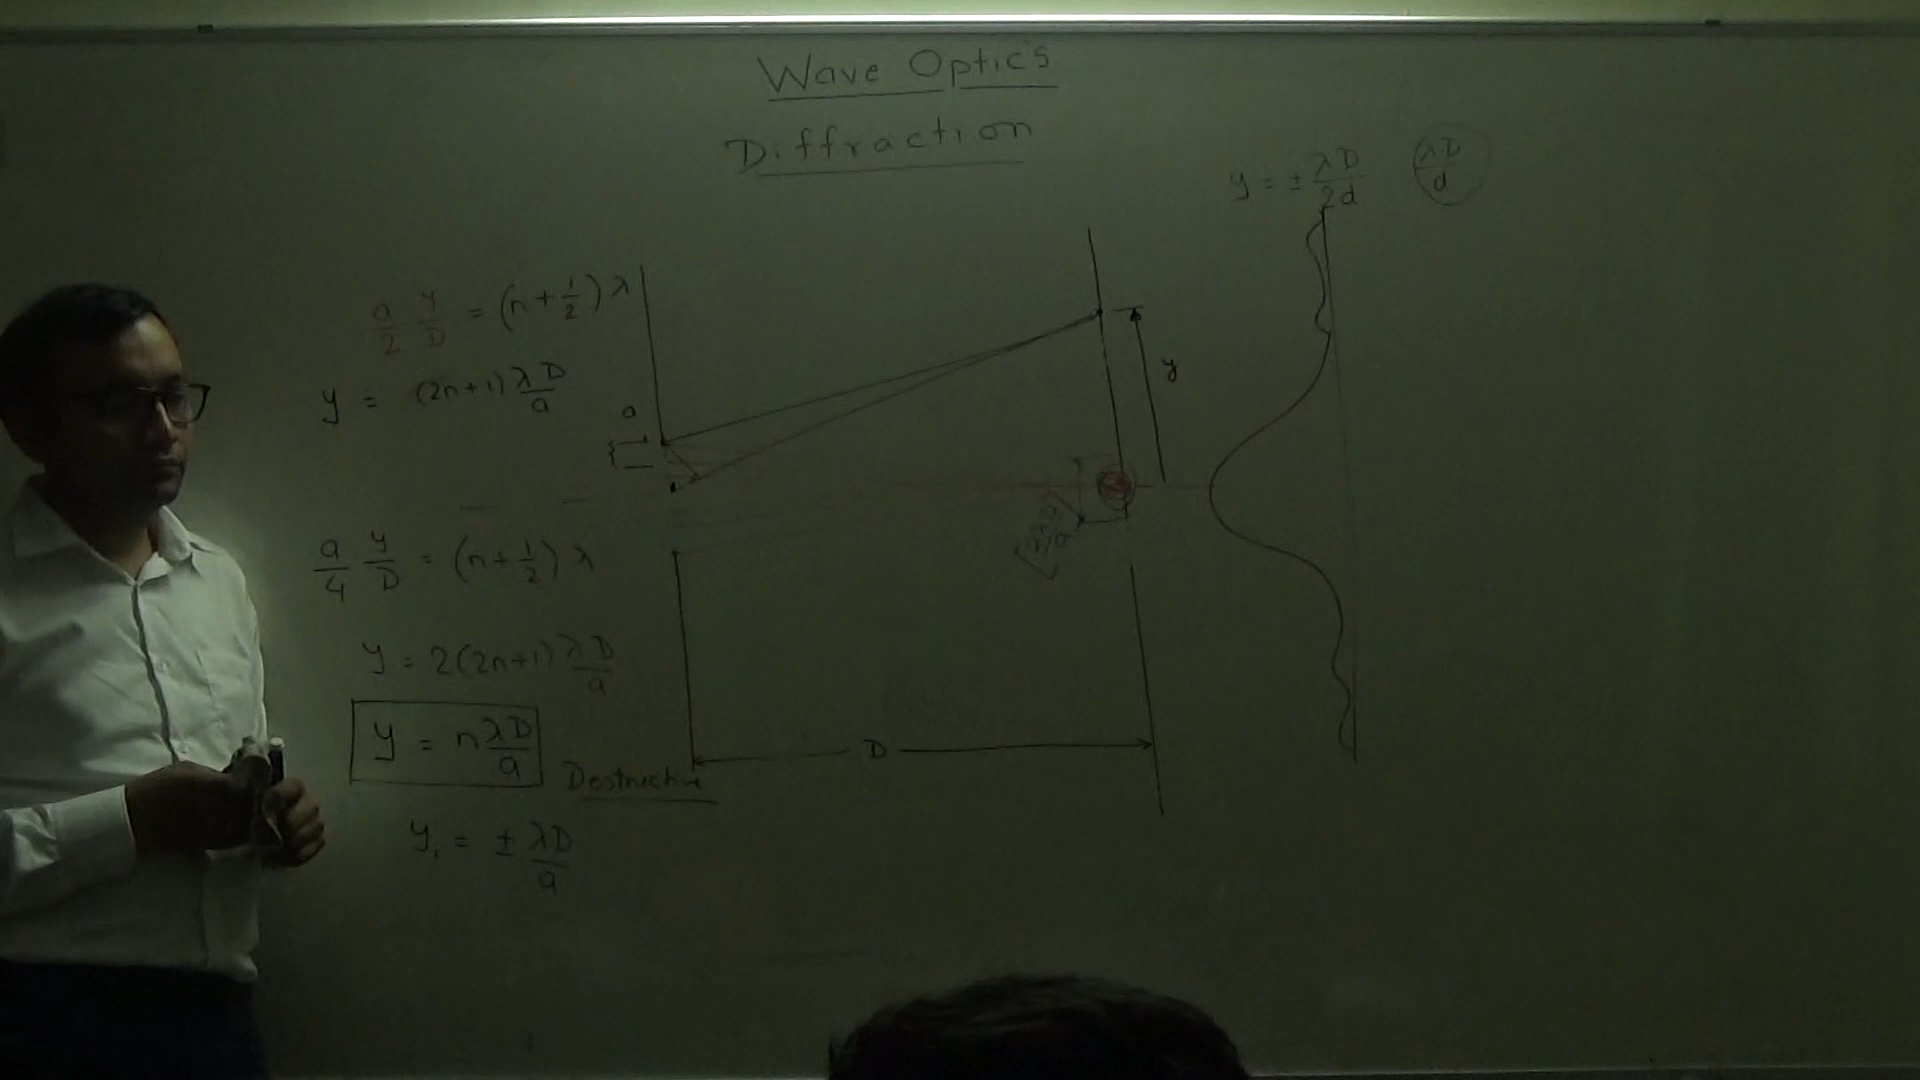 Wave Optics
Diffraction
y = ± λD/2d
λD/d
a/2 y/D = (n + 1/2) λ
y = (2n+1) λD/a
a
y
a/4 y/D = (n + 1/2) λ
2λD/a
y = 2(2n+1) λD/a
y = n λD/a
Destructive
D
y₁ = ± λD/a